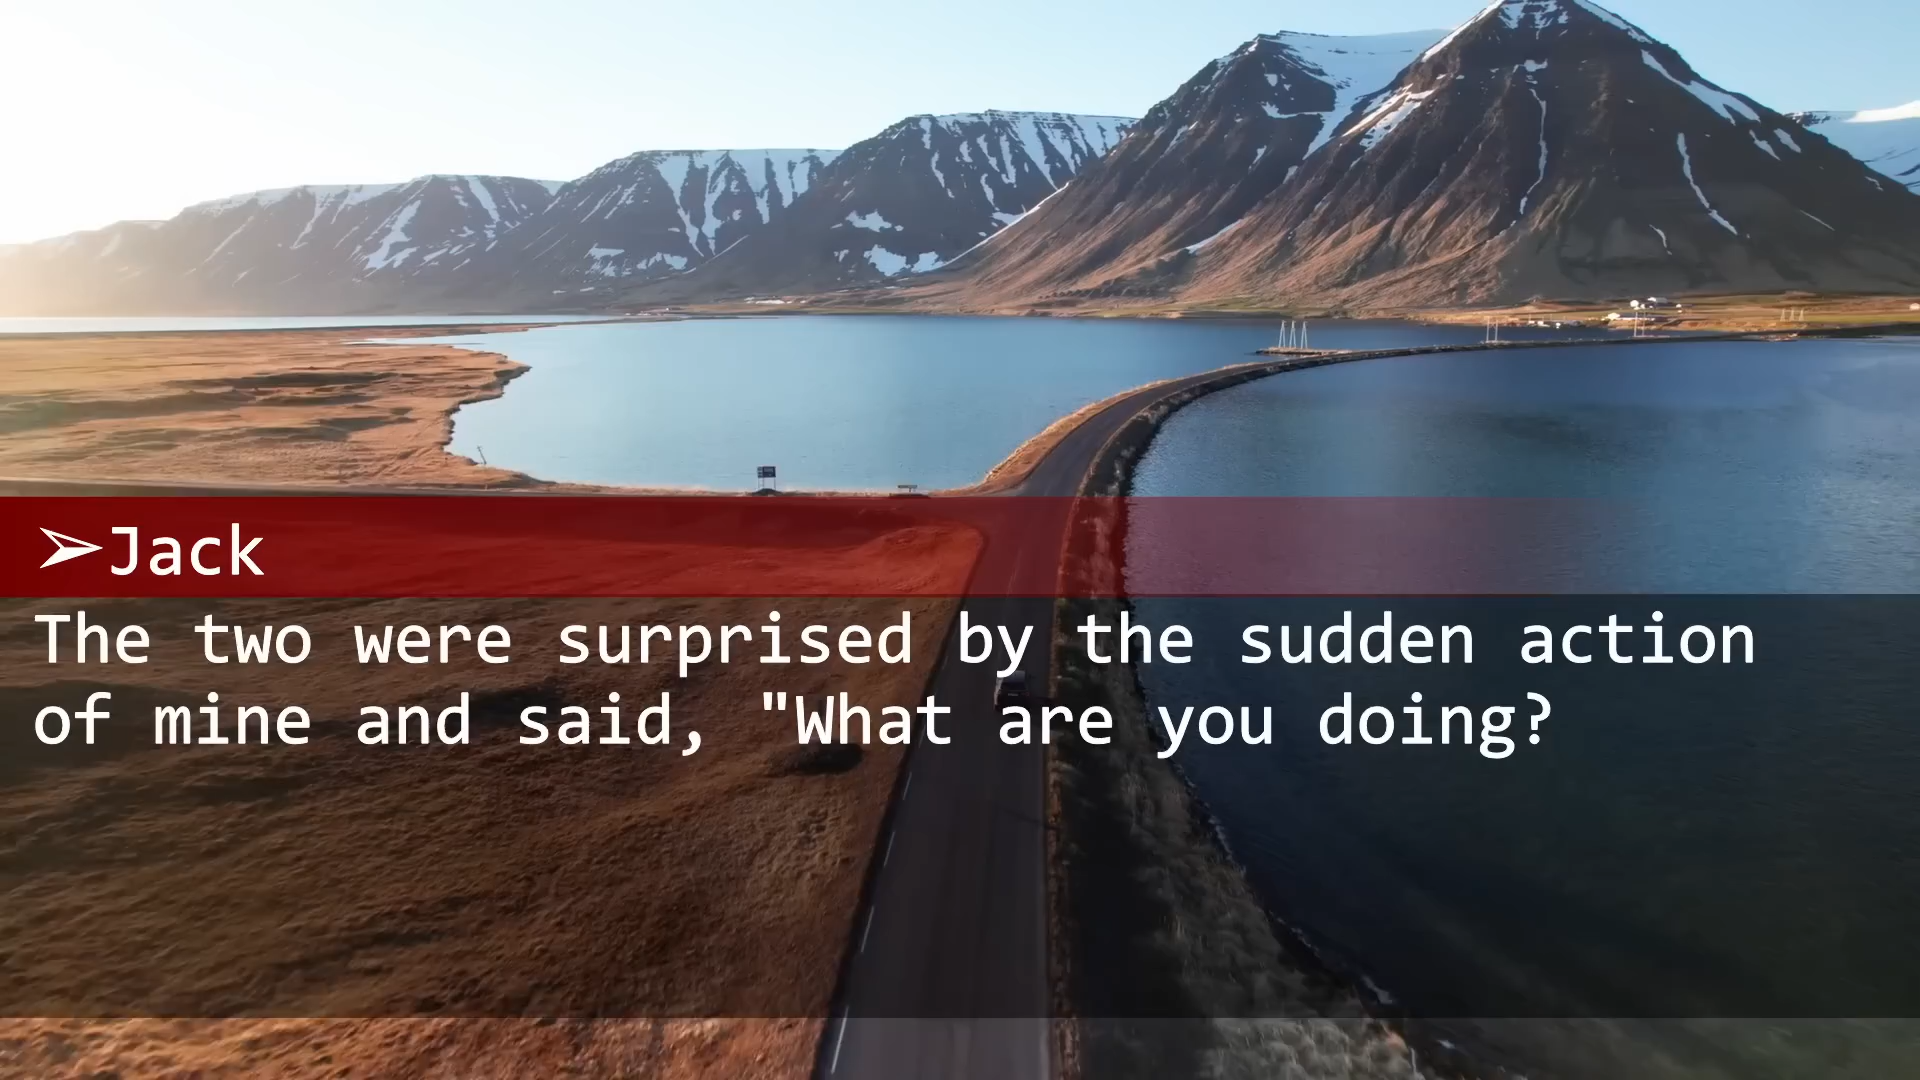 ➢Jack
The two were surprised by the sudden action
of mine and said, "What are you doing?